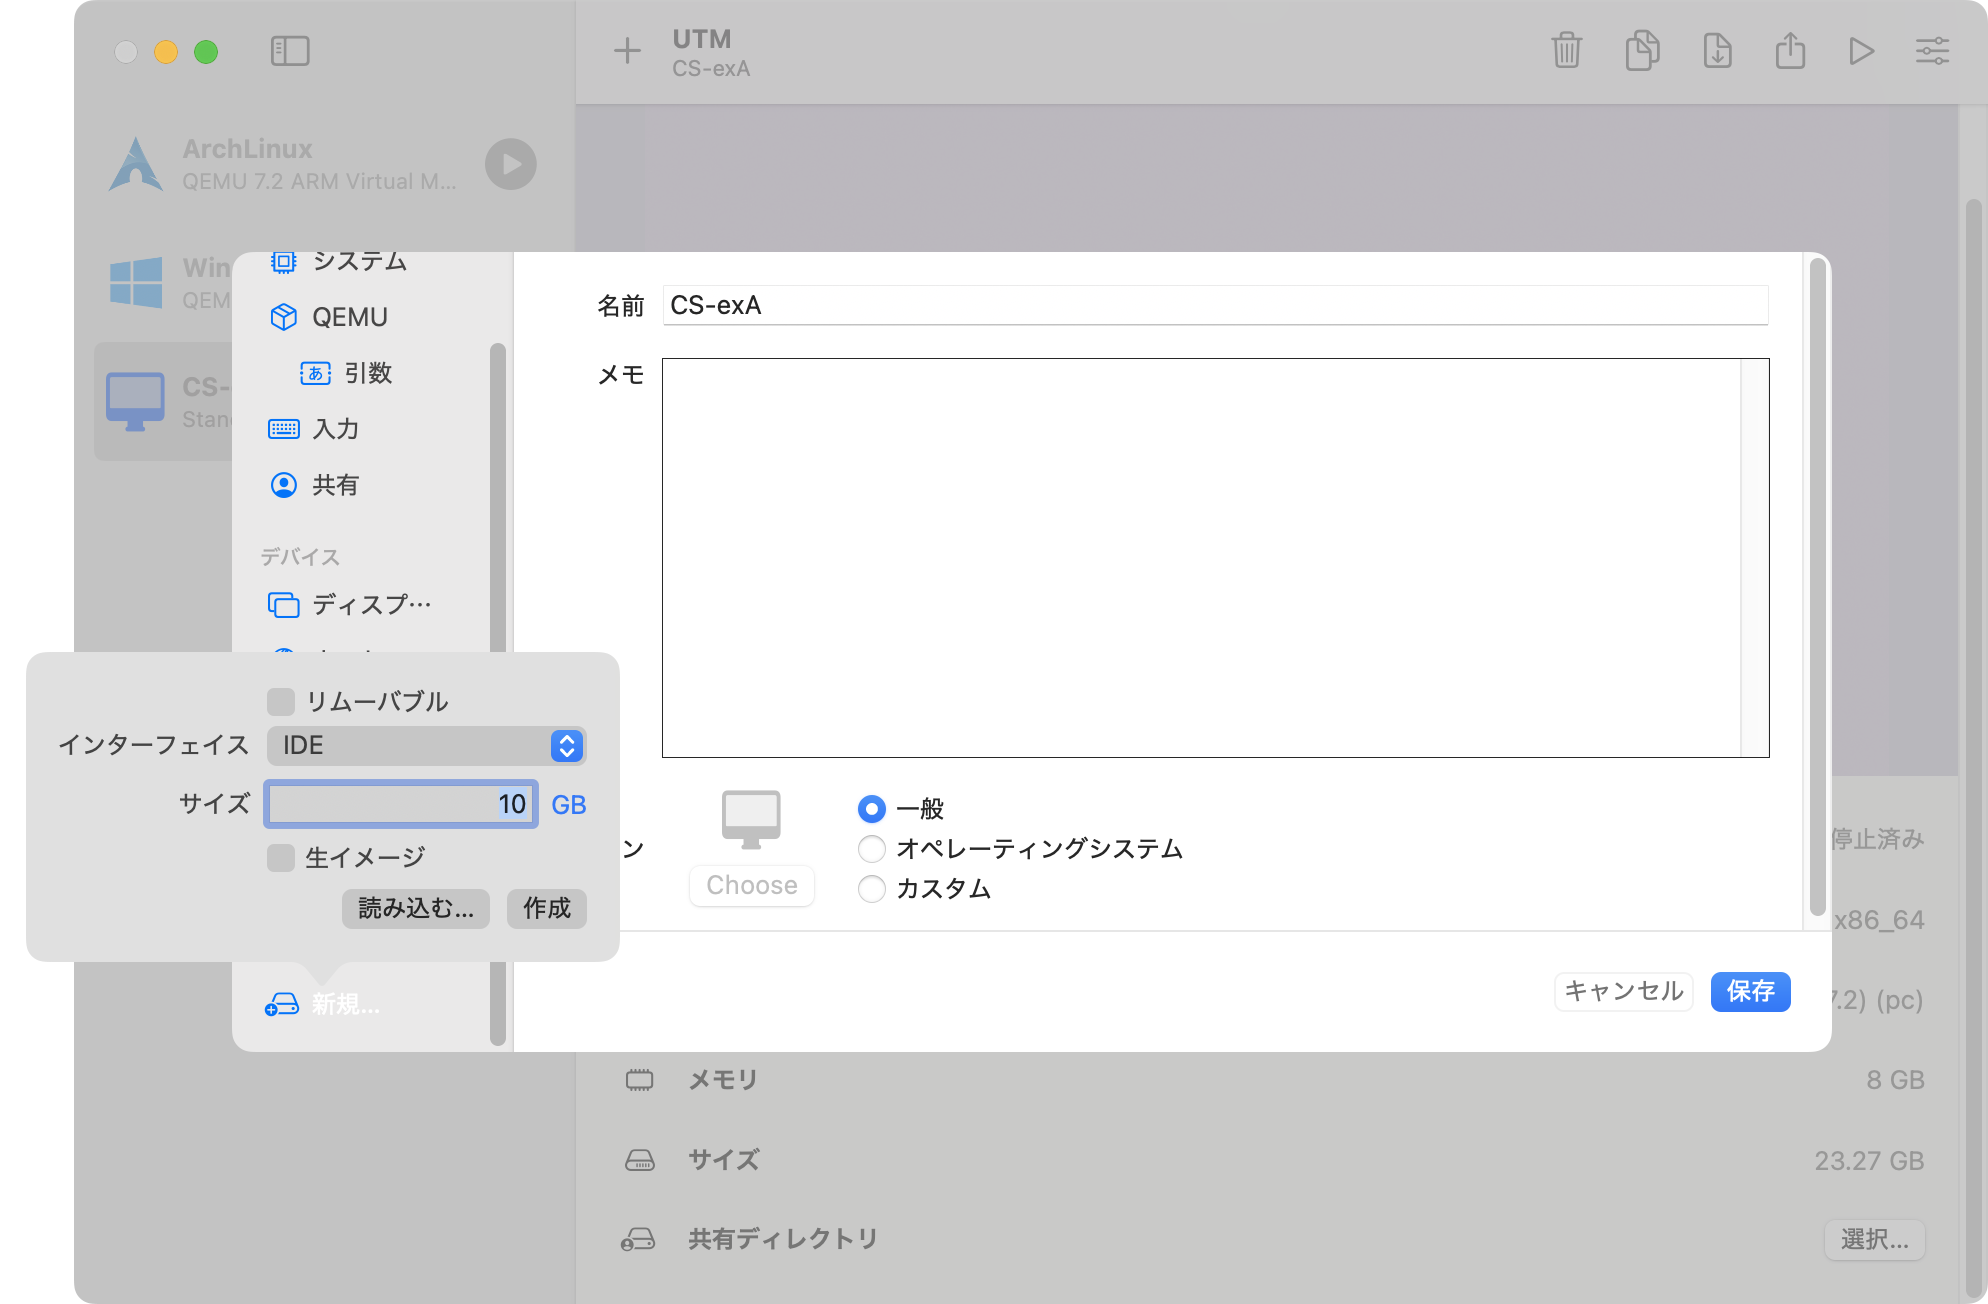 UTM
CS-exA
ArchLinux
QEMU 7.2 ARM Virtual M...
Win
QEM
CS-
Stand
システム
QEMU
引数
入力
共有
デバイス
ディスプ…
リムーバブル
インターフェイス IDE
サイズ 10 GB
生イメージ
読み込む... 作成
新規...
名前 CS-exA
メモ
ン
Choose
一般
オペレーティングシステム
カスタム
キャンセル 保存
停止済み
x86_64
7.2) (pc)
メモリ 8 GB
サイズ 23.27 GB
共有ディレクトリ 選択...